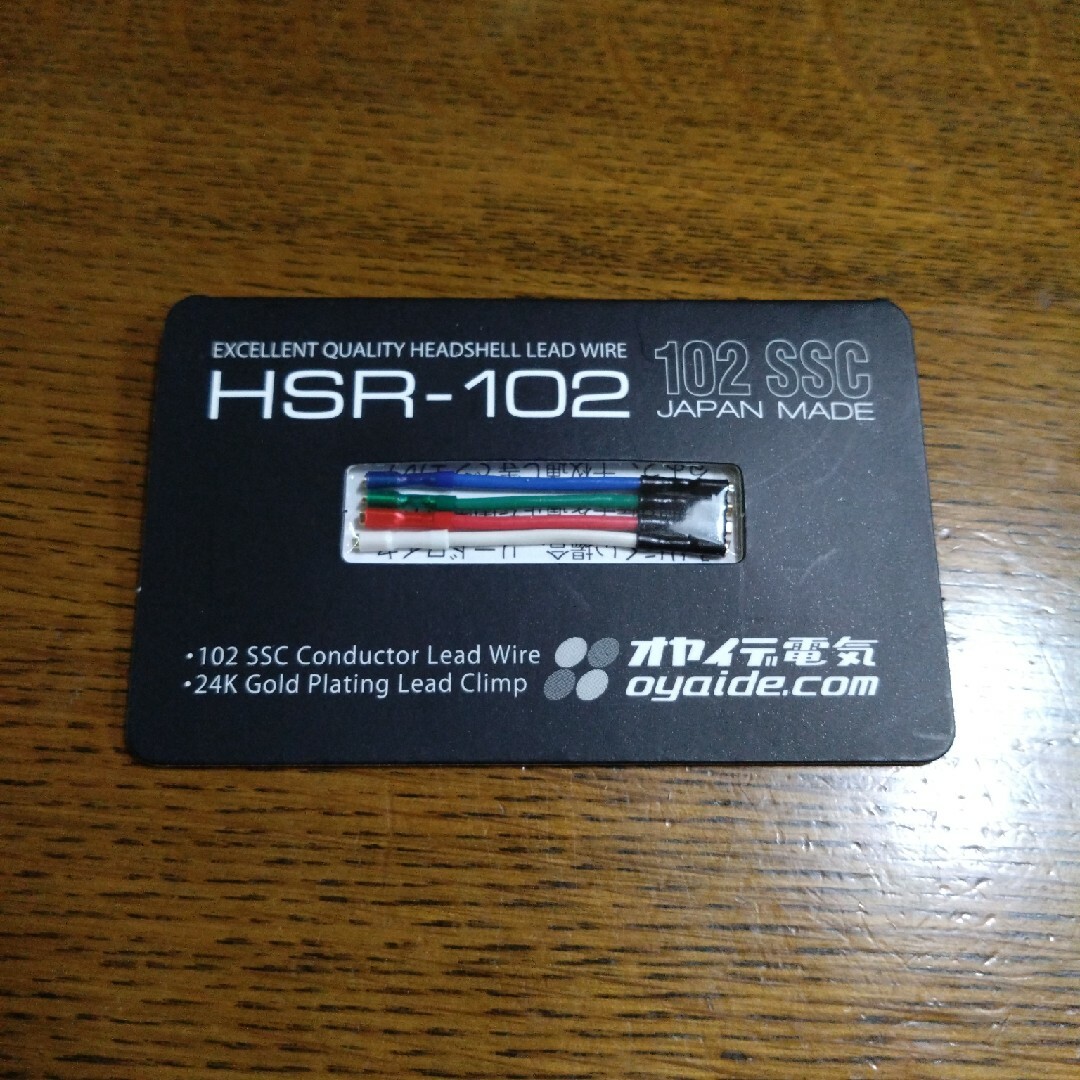 EXCELLENT QUALITY HEADSHELL LEAD WIRE
HSR-102
102 SSC
JAPAN MADE
•102 SSC Conductor Lead Wire
•24K Gold Plating Lead Climp
オヤイデ電気
oyaide.com